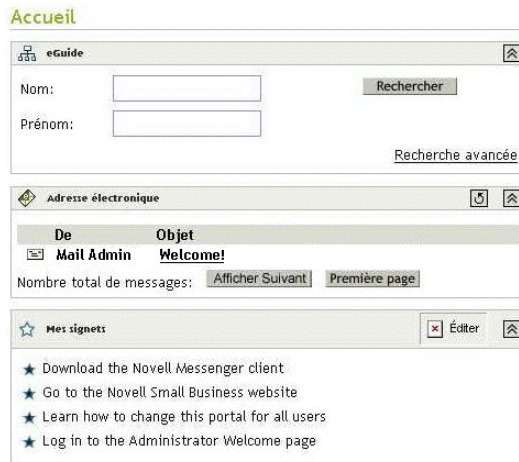 Accueil
eGuide
Nom:
Rechercher
Prénom:
Recherche avancée
Adresse électronique
De Objet
Mail Admin Welcome!
Nombre total de messages: Afficher Suivant Première page
Mes signets Éditer
Download the Novell Messenger client
Go to the Novell Small Business website
Learn how to change this portal for all users
Log in to the Administrator Welcome page